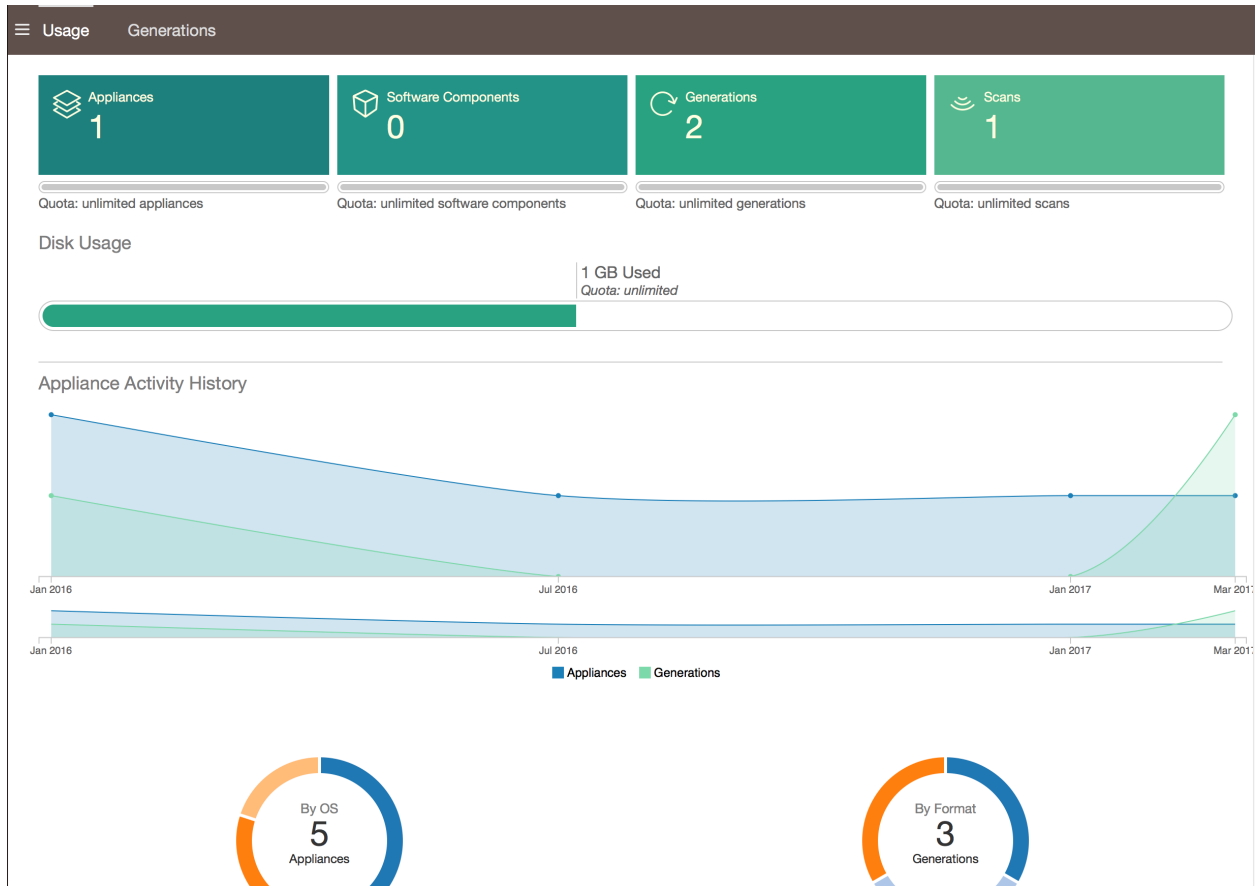 Usage Generations
Appliances
1
Software Components
0
Generations
2
Scans
1
Quota: unlimited appliances
Quota: unlimited software components
Quota: unlimited generations
Quota: unlimited scans
Disk Usage
1 GB Used
Quota: unlimited
Appliance Activity History
Jan 2016 Jul 2016 Jan 2017 Mar 2017
Jan 2016 Jul 2016 Jan 2017 Mar 2017
Appliances Generations
By OS
5
Appliances
By Format
3
Generations